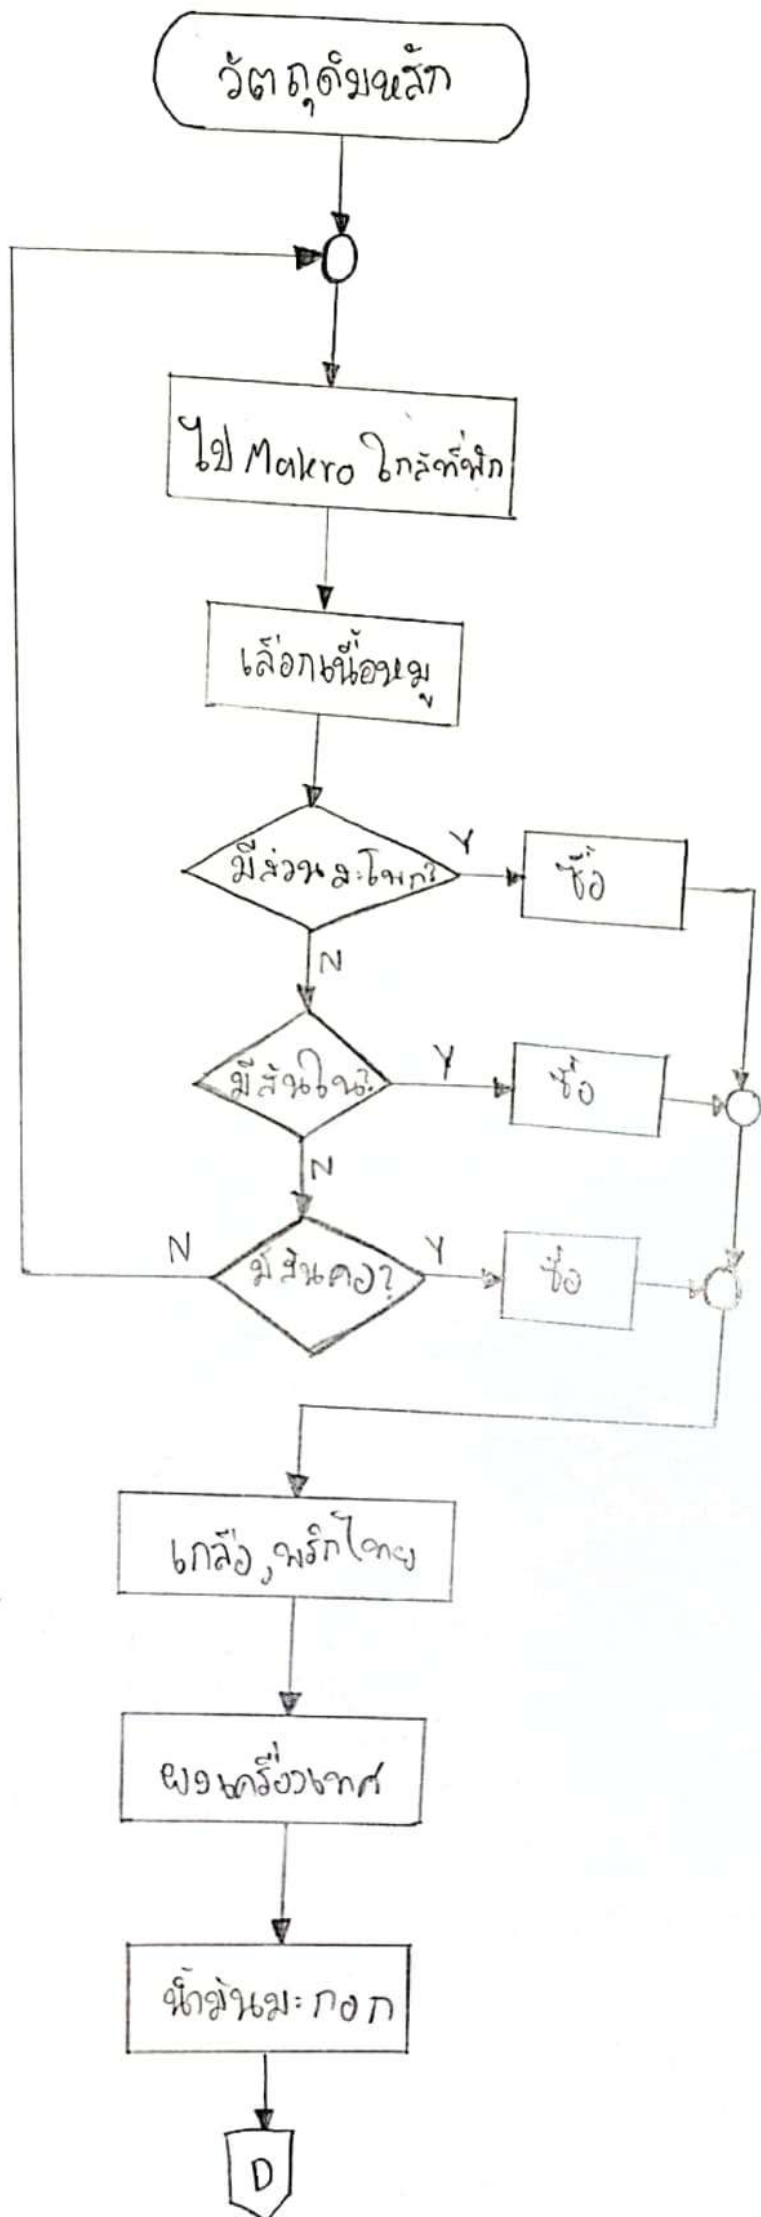 วัตถุดิบหลัก
ไป Makro ใกล้ที่พัก
เลือกเนื้อหมู
มีส่วนสะโพก?
Y
ซื้อ
N
มีสันใน?
Y
ซื้อ
N
มีสันคอ?
N
Y
ซื้อ
เกลือ, พริกไทย
ผงเครื่องเทศ
น้ำมันมะกอก
D